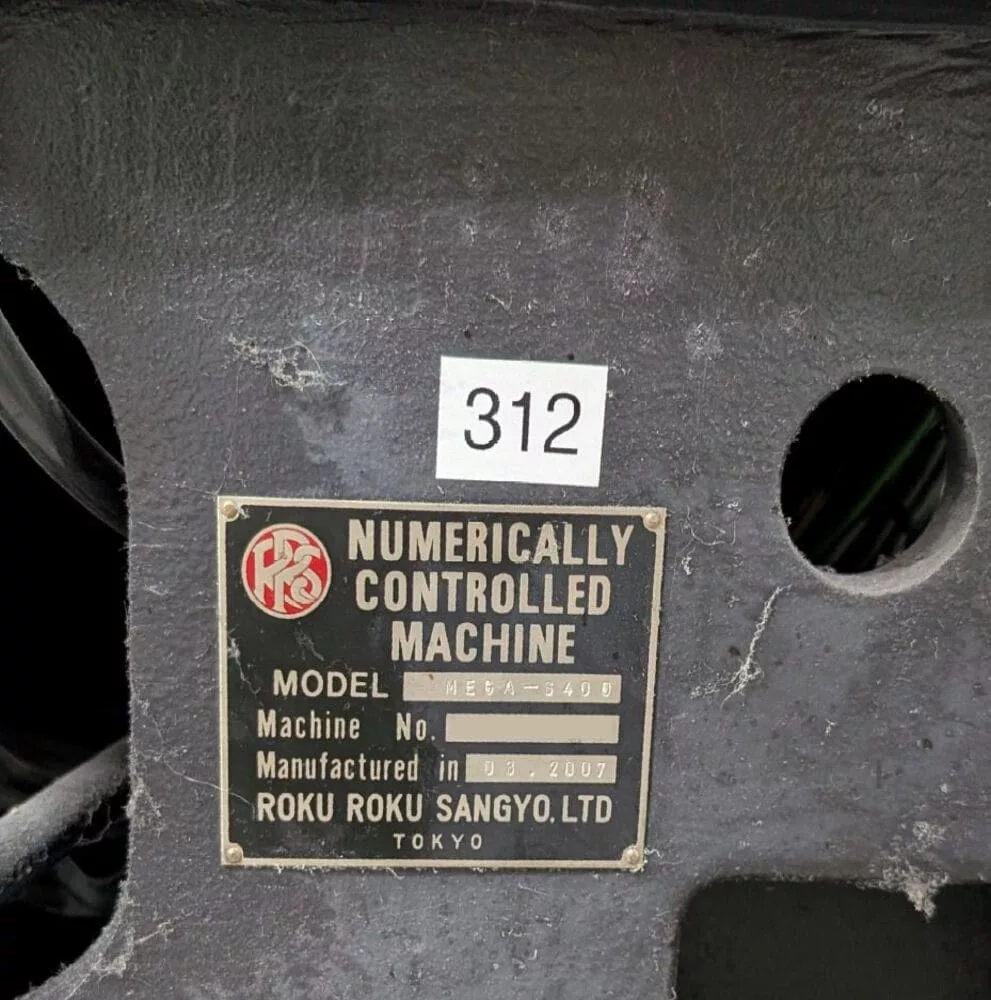 312
NUMERICALLY
CONTROLLED
MACHINE
MODEL MEGA-S400
Machine No.
Manufactured in 03.2007
ROKU ROKU SANGYO,LTD
TOKYO